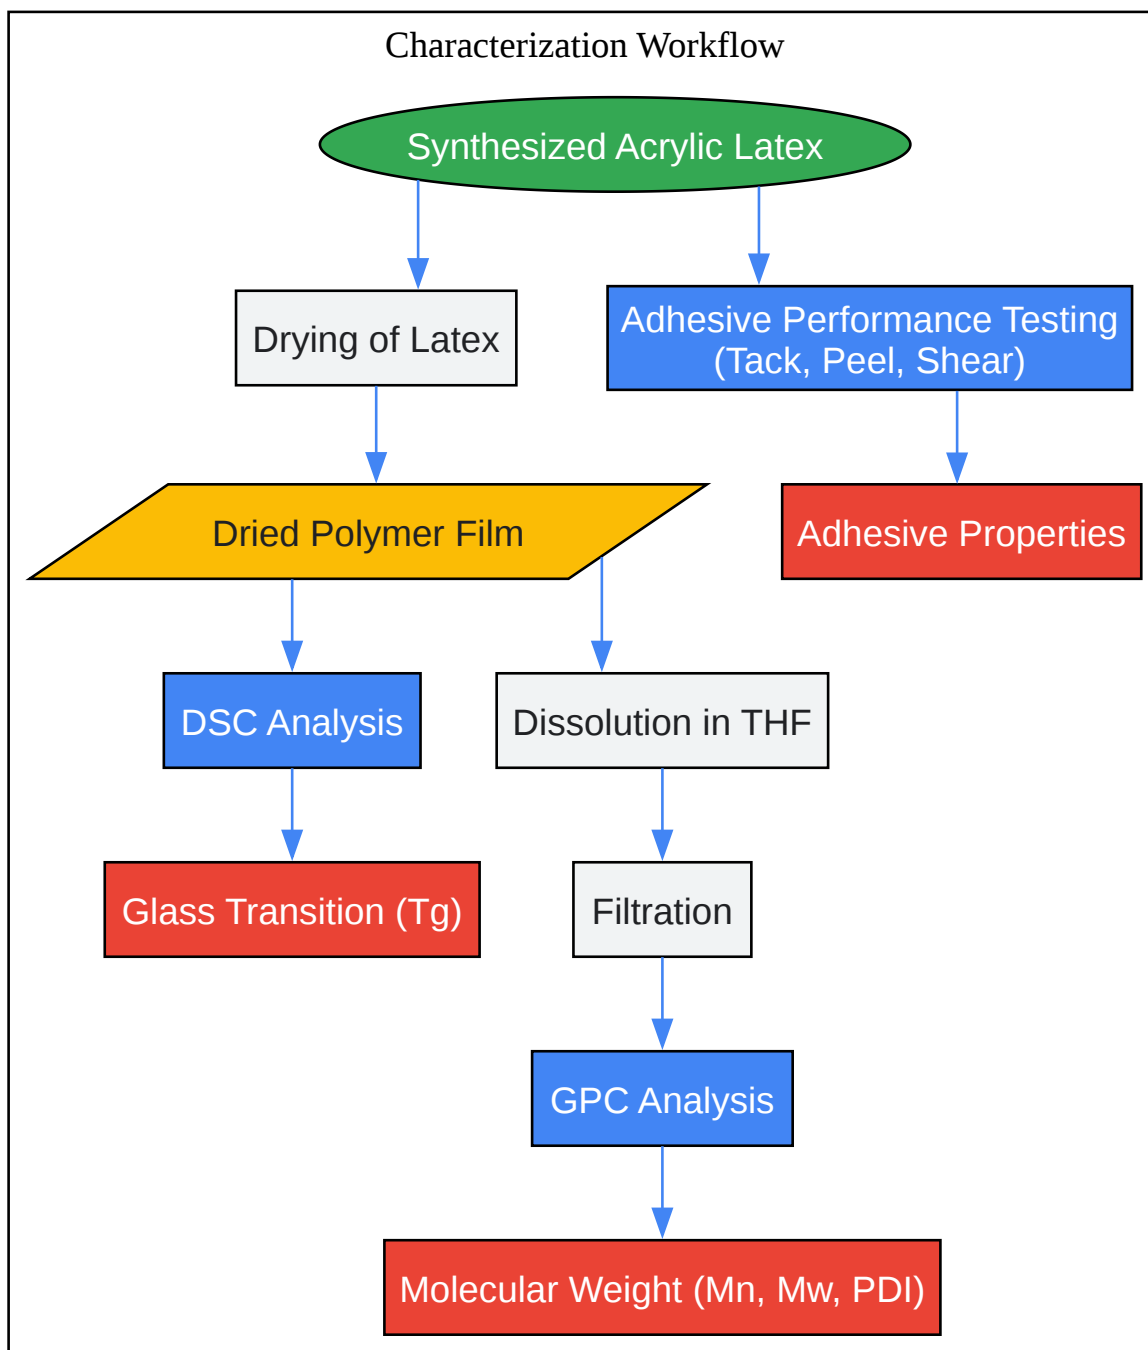 Characterization Workflow
Synthesized Acrylic Latex
Drying of Latex
Adhesive Performance Testing
(Tack, Peel, Shear)
Dried Polymer Film
Adhesive Properties
DSC Analysis
Dissolution in THF
Glass Transition (Tg)
Filtration
GPC Analysis
Molecular Weight (Mn, Mw, PDI)